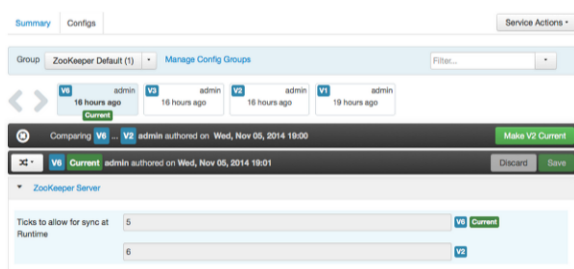 Summary Configs Service Actions
Group ZooKeeper Default (1) Manage Config Groups Filter...
V6 admin V3 admin V2 admin V1 admin
16 hours ago 16 hours ago 16 hours ago 19 hours ago
Current
Comparing V6 ... V2 admin authored on Wed, Nov 05, 2014 19:00 Make V2 Current
V6 Current admin authored on Wed, Nov 05, 2014 19:01 Discard Save
ZooKeeper Server
Ticks to allow for sync at 5 V6 Current
Runtime
6 V2